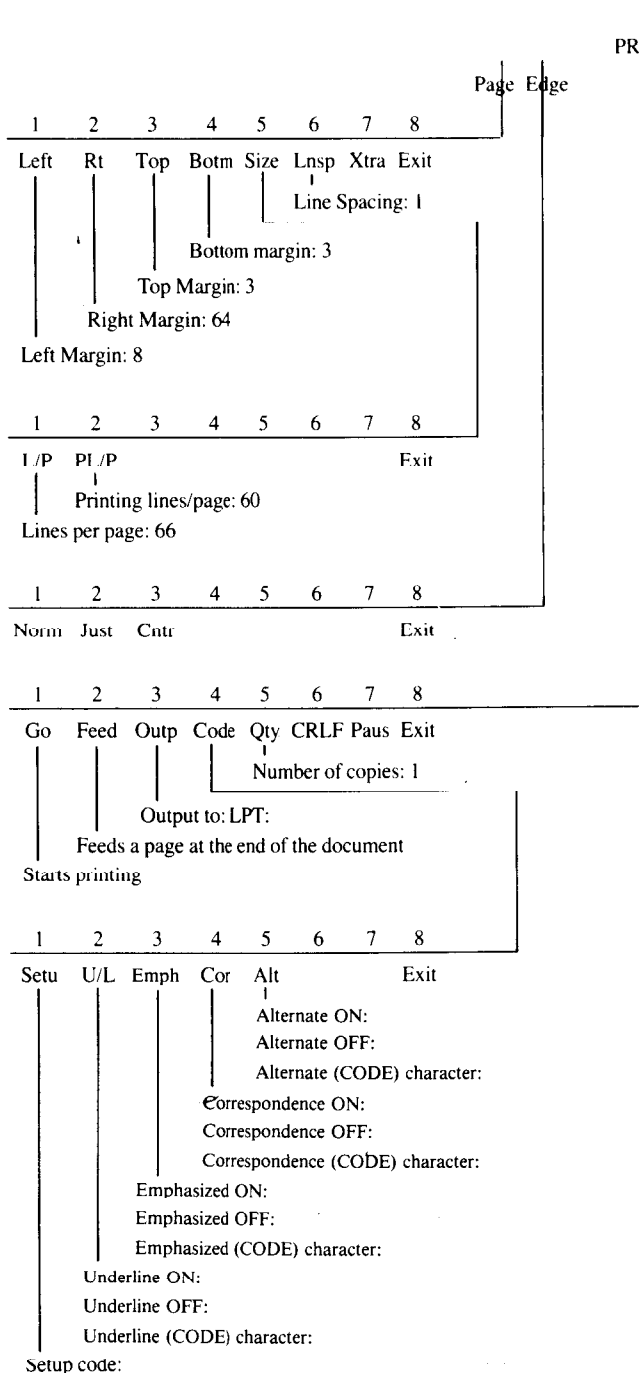 PR
Page Edge
1 2 3 4 5 6 7 8
Left Rt Top Botm Size Lnsp Xtra Exit
Line Spacing: 1
Bottom margin: 3
Top Margin: 3
Right Margin: 64
Left Margin: 8
1 2 3 4 5 6 7 8
L/P PL/P Exit
Printing lines/page: 60
Lines per page: 66
1 2 3 4 5 6 7 8
Norm Just Cntr Exit
1 2 3 4 5 6 7 8
Go Feed Outp Code Qty CRLF Paus Exit
Number of copies: 1
Output to: LPT:
Feeds a page at the end of the document
Starts printing
1 2 3 4 5 6 7 8
Setu U/L Emph Cor Alt Exit
Alternate ON:
Alternate OFF:
Alternate (CODE) character:
Correspondence ON:
Correspondence OFF:
Correspondence (CODE) character:
Emphasized ON:
Emphasized OFF:
Emphasized (CODE) character:
Underline ON:
Underline OFF:
Underline (CODE) character:
Setup code: